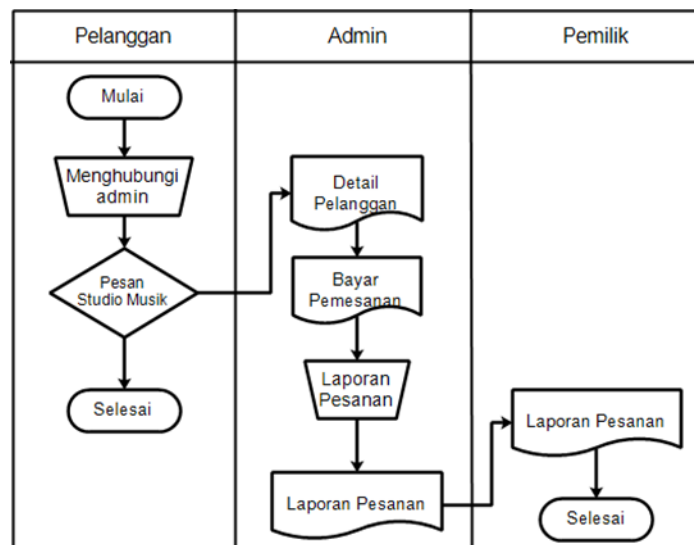 Pelanggan
Admin
Pemilik
Mulai
Menghubungi
admin
Pesan
Studio Musik
Selesai
Detail
Pelanggan
Bayar
Pemesanan
Laporan
Pesanan
Laporan Pesanan
Laporan Pesanan
Selesai